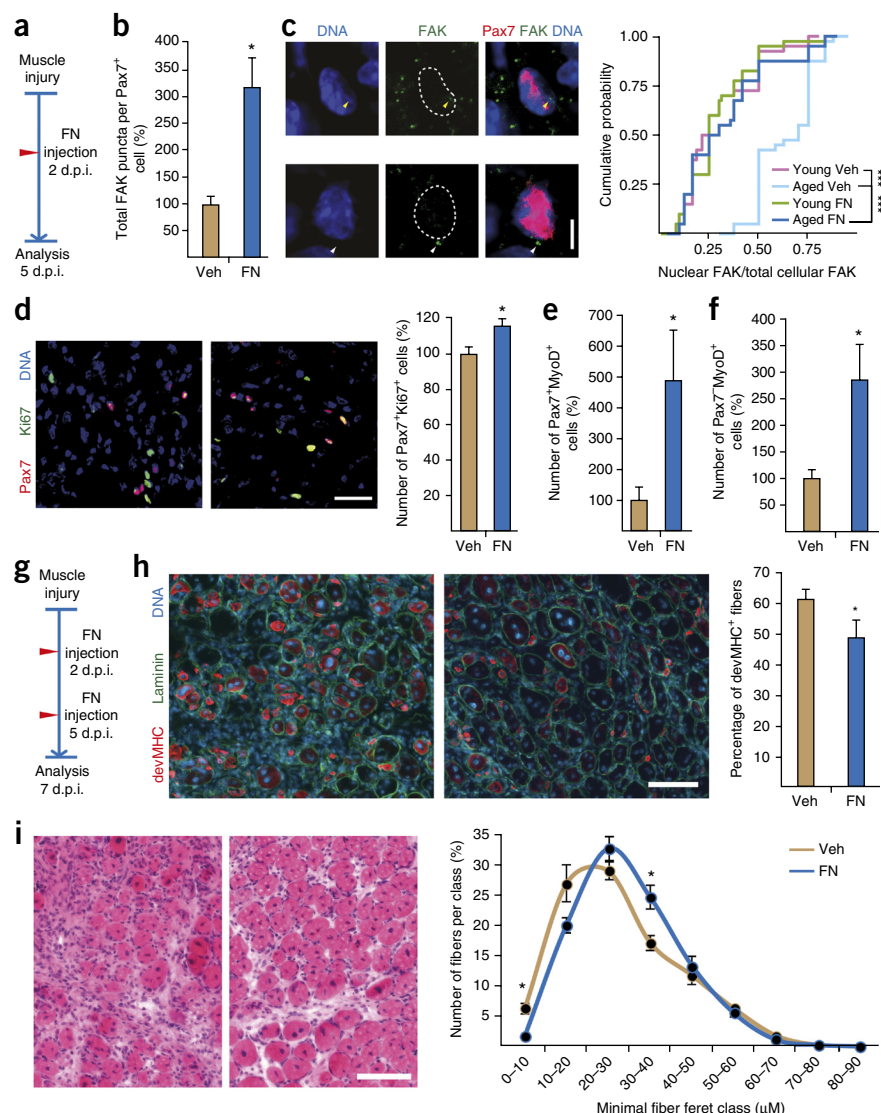 a
Muscle
injury
FN
injection
2 d.p.i.
Analysis
5 d.p.i.
b
Total FAK puncta per Pax7+
cell (%)
400
350
300
250
200
150
100
50
*
Veh
FN
c
DNA
FAK
Pax7 FAK DNA
Cumulative probability
1.00
0.75
0.50
0.25
Young Veh
Aged Veh
Young FN
Aged FN
***
***
0.25
0.50
0.75
Nuclear FAK/total cellular FAK
d
Pax7 Ki67 DNA
Number of Pax7+Ki67+ cells (%)
120
100
80
60
40
20
*
Veh
FN
e
Number of Pax7+MyoD+
cells (%)
700
600
500
400
300
200
100
*
Veh
FN
f
Number of Pax7−MyoD+
cells (%)
400
350
300
250
200
150
100
50
*
Veh
FN
g
Muscle
injury
FN
injection
2 d.p.i.
FN
injection
5 d.p.i.
Analysis
7 d.p.i.
h
devMHC Laminin DNA
Percentage of devMHC+ fibers
70
60
50
40
30
20
10
*
Veh
FN
i
Number of fibers per class (%)
35
30
25
20
15
10
5
*
*
Veh
FN
0–10
10–20
20–30
30–40
40–50
50–60
60–70
70–80
80–90
Minimal fiber feret class (μM)